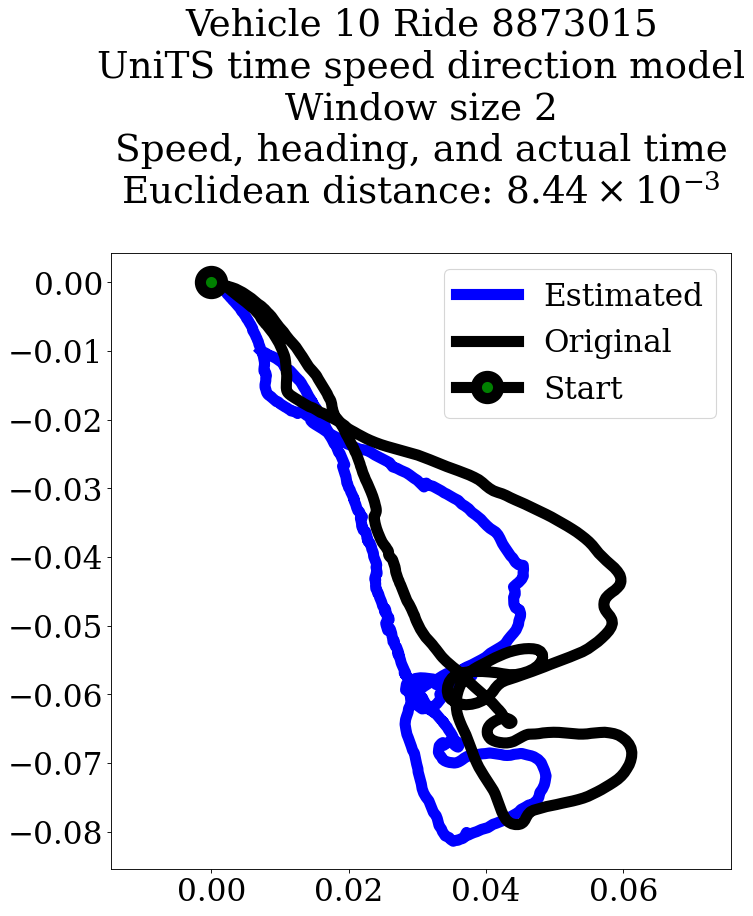 Vehicle 10 Ride 8873015
UniTS time speed direction model
Window size 2
Speed, heading, and actual time
Euclidean distance: 8.44 × 10⁻³
Estimated
Original
Start
0.00
−0.01
−0.02
−0.03
−0.04
−0.05
−0.06
−0.07
−0.08
0.00 0.02 0.04 0.06